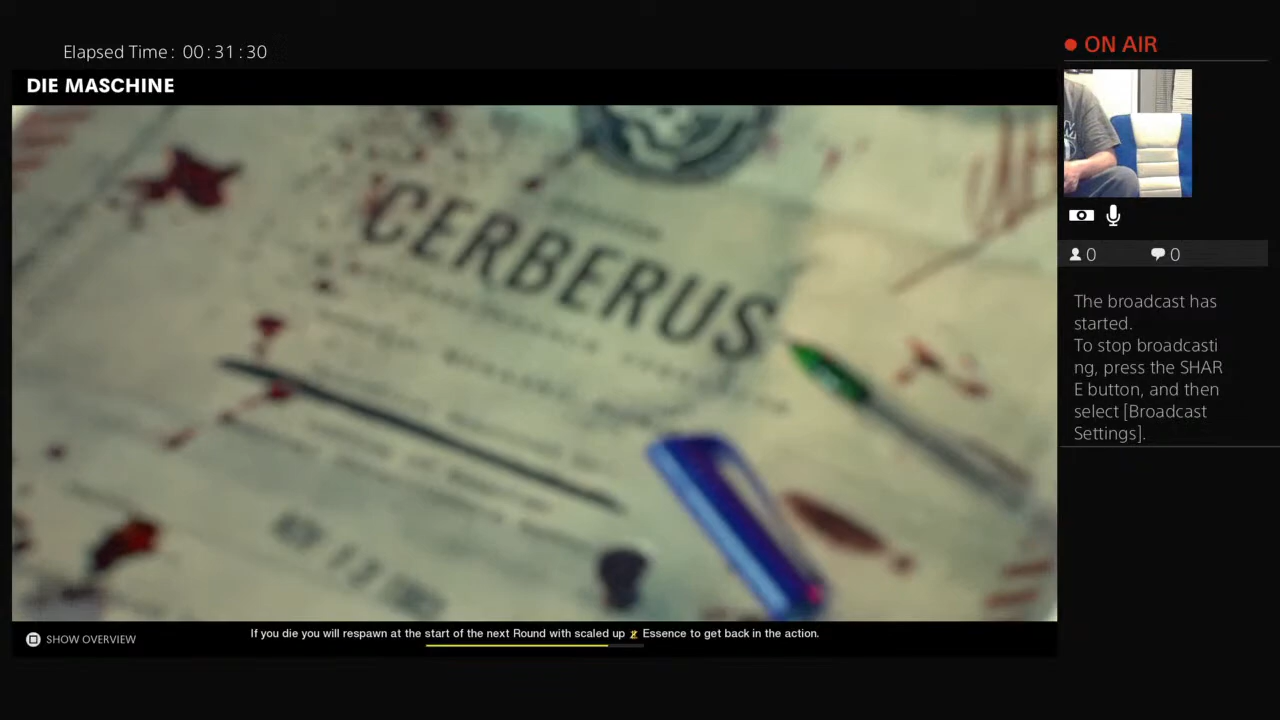 Elapsed Time: 00:31:30
ON AIR
DIE MASCHINE
CERBERUS
0
0
The broadcast has
started.
To stop broadcasti
ng, press the SHAR
E button, and then
select [Broadcast
Settings].
SHOW OVERVIEW
If you die you will respawn at the start of the next Round with scaled up Essence to get back in the action.